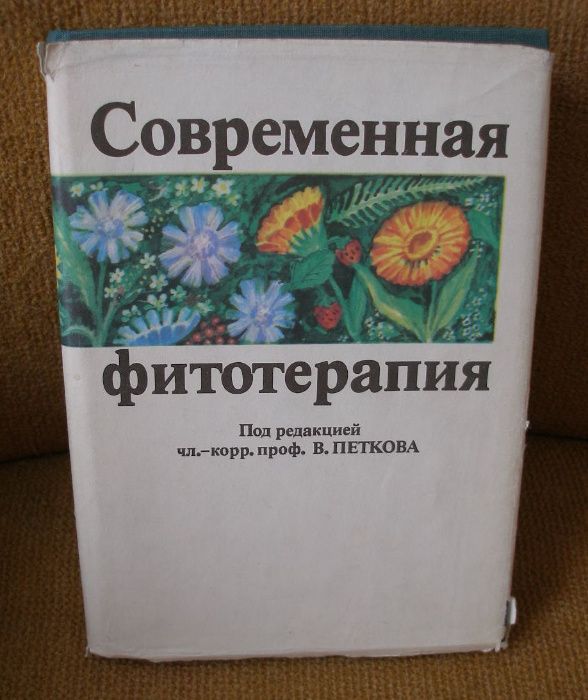 Современная
фитотерапия
Под редакцией
чл.-корр. проф. В. ПЕТКОВА